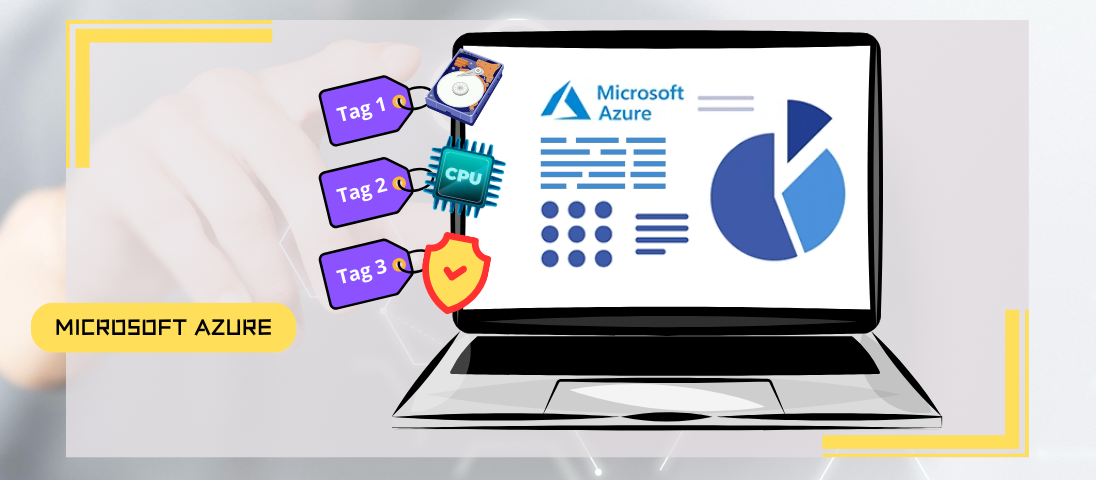 Tag 1
Tag 2
Tag 3
CPU
Microsoft
Azure
MICROSOFT AZURE